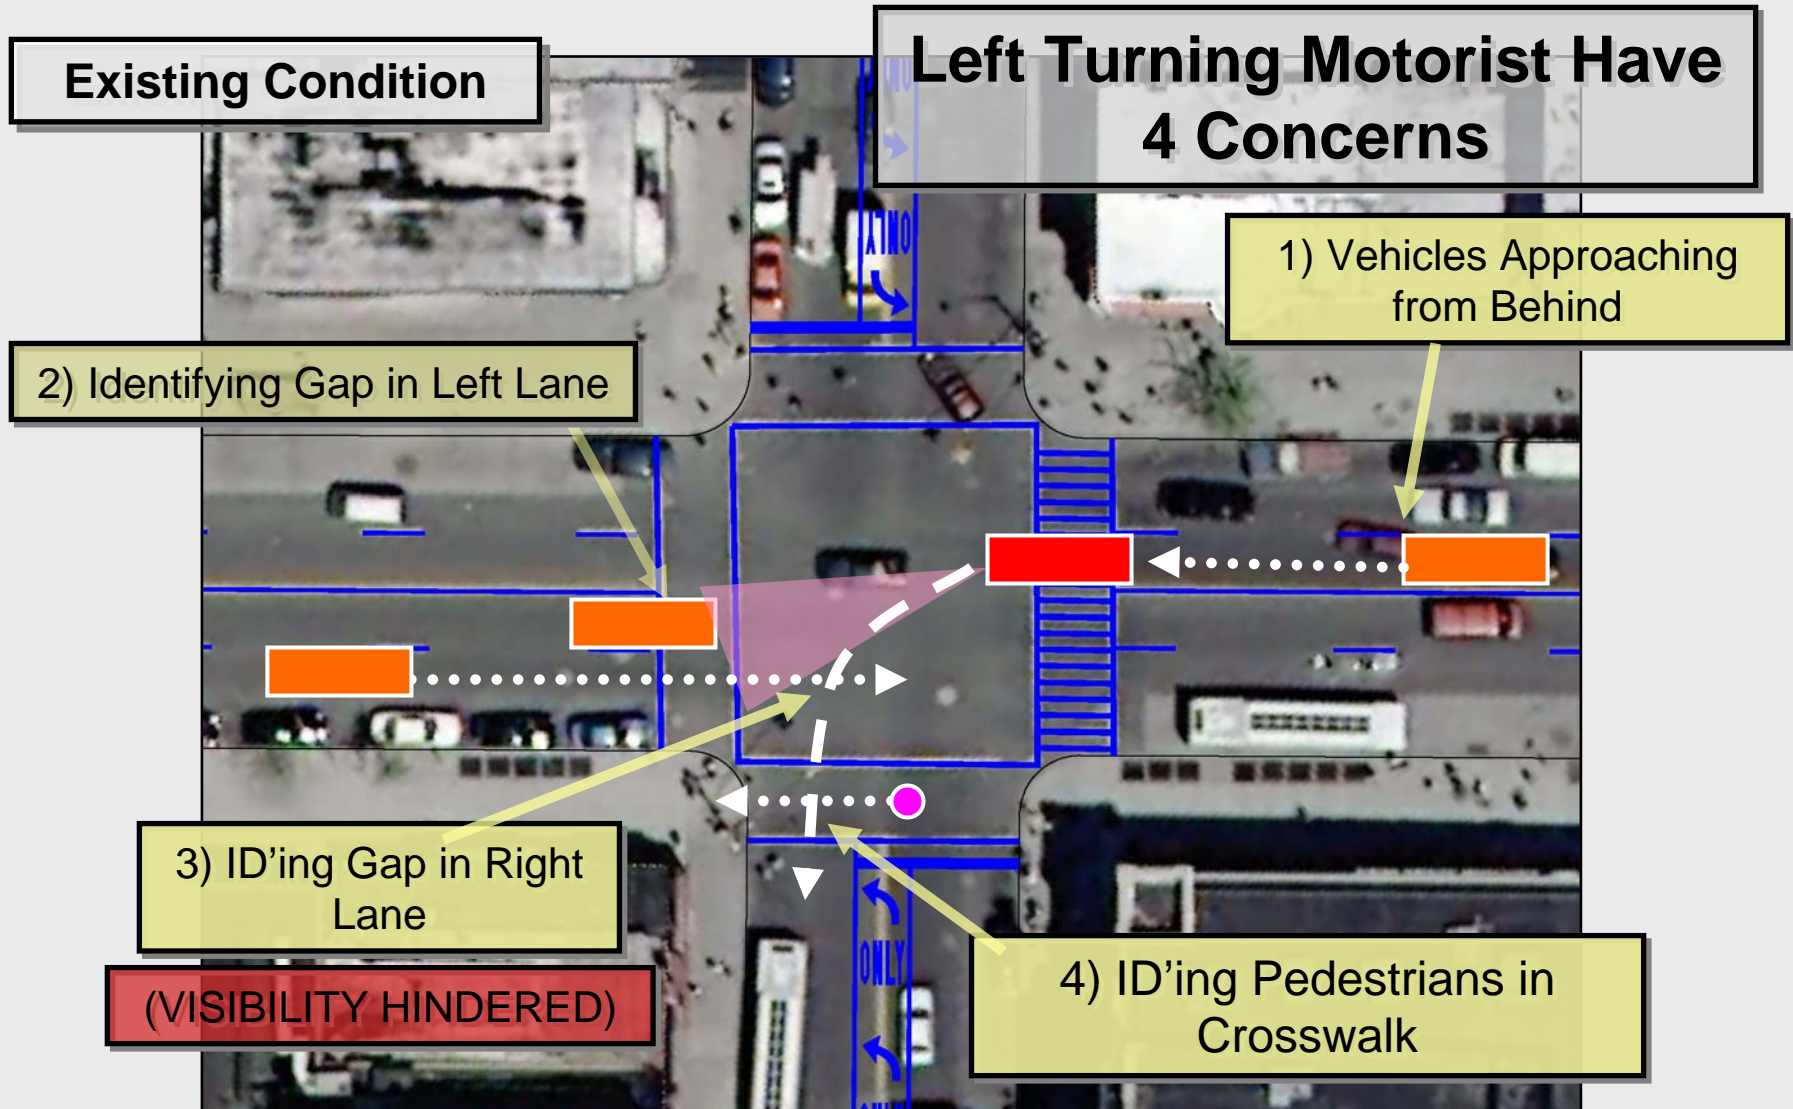 Existing Condition
Left Turning Motorist Have
4 Concerns
1) Vehicles Approaching
from Behind
2) Identifying Gap in Left Lane
3) ID’ing Gap in Right
Lane
(VISIBILITY HINDERED)
4) ID’ing Pedestrians in
Crosswalk
ONLY
ONLY